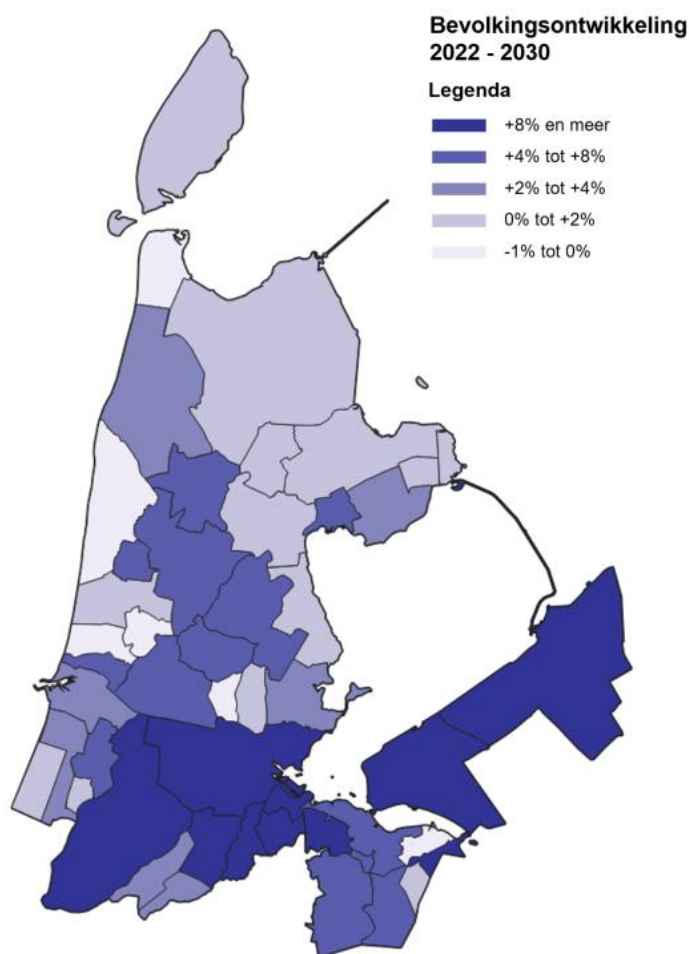 Bevolkingsontwikkeling
2022 - 2030
Legenda
+8% en meer
+4% tot +8%
+2% tot +4%
0% tot +2%
-1% tot 0%